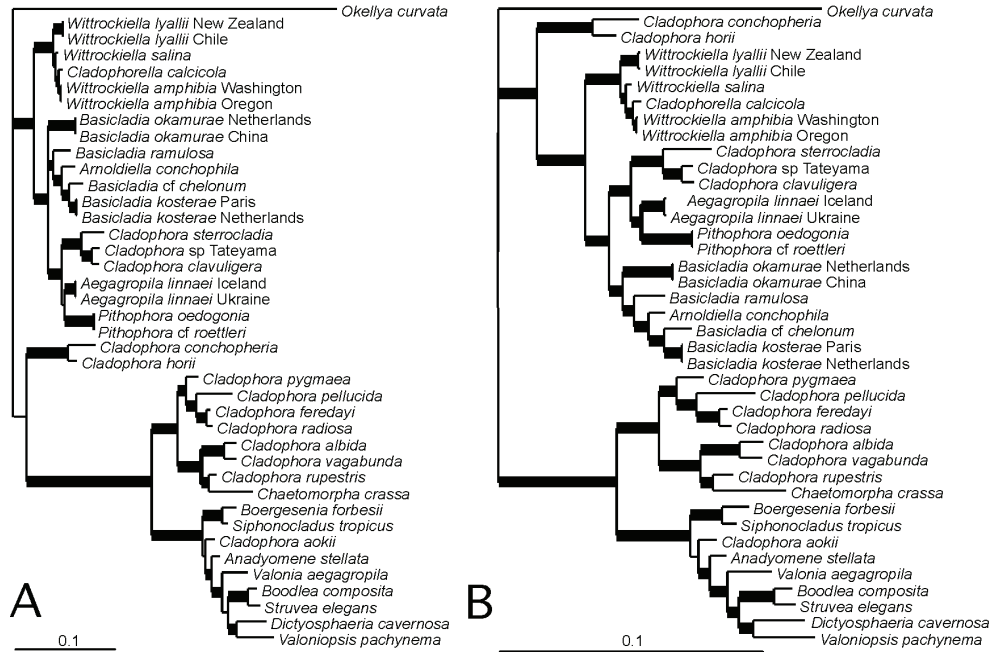 Okellya curvata
Wittrockiella lyallii New Zealand
Wittrockiella lyallii Chile
Wittrockiella salina
Cladophorella calcicola
Wittrockiella amphibia Washington
Wittrockiella amphibia Oregon
Basicladia okamurae Netherlands
Basicladia okamurae China
Basicladia ramulosa
Arnoldiella conchophila
Basicladia cf chelonum
Basicladia kosterae Paris
Basicladia kosterae Netherlands
Cladophora sterrocladia
Cladophora sp Tateyama
Cladophora clavuligera
Aegagropila linnaei Iceland
Aegagropila linnaei Ukraine
Pithophora oedogonia
Pithophora cf roettleri
Cladophora conchopheria
Cladophora horii
Cladophora pygmaea
Cladophora pellucida
Cladophora feredayi
Cladophora radiosa
Cladophora albida
Cladophora vagabunda
Cladophora rupestris
Chaetomorpha crassa
Boergesenia forbesii
Siphonocladus tropicus
Cladophora aokii
Anadyomene stellata
Valonia aegagropila
Boodlea composita
Struvea elegans
Dictyosphaeria cavernosa
Valoniopsis pachynema
A
0.1
Okellya curvata
Cladophora conchopheria
Cladophora horii
Wittrockiella lyallii New Zealand
Wittrockiella lyallii Chile
Wittrockiella salina
Cladophorella calcicola
Wittrockiella amphibia Washington
Wittrockiella amphibia Oregon
Cladophora sterrocladia
Cladophora sp Tateyama
Cladophora clavuligera
Aegagropila linnaei Iceland
Aegagropila linnaei Ukraine
Pithophora oedogonia
Pithophora cf roettleri
Basicladia okamurae Netherlands
Basicladia okamurae China
Basicladia ramulosa
Arnoldiella conchophila
Basicladia cf chelonum
Basicladia kosterae Paris
Basicladia kosterae Netherlands
Cladophora pygmaea
Cladophora pellucida
Cladophora feredayi
Cladophora radiosa
Cladophora albida
Cladophora vagabunda
Cladophora rupestris
Chaetomorpha crassa
Boergesenia forbesii
Siphonocladus tropicus
Cladophora aokii
Anadyomene stellata
Valonia aegagropila
Boodlea composita
Struvea elegans
Dictyosphaeria cavernosa
Valoniopsis pachynema
B
0.1